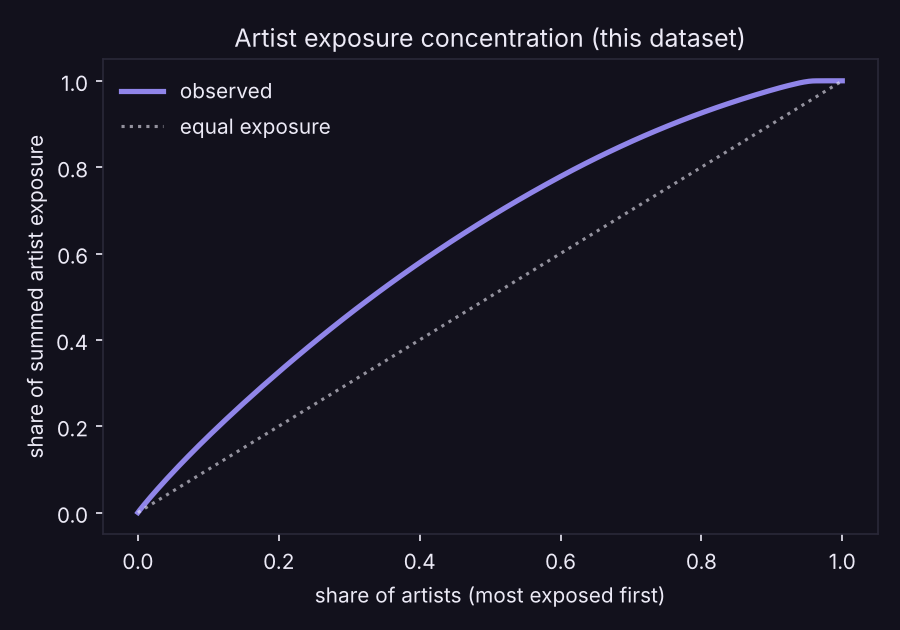 Artist exposure concentration (this dataset)
observed
equal exposure
share of summed artist exposure
1.0
0.8
0.6
0.4
0.2
0.0
0.0 0.2 0.4 0.6 0.8 1.0
share of artists (most exposed first)